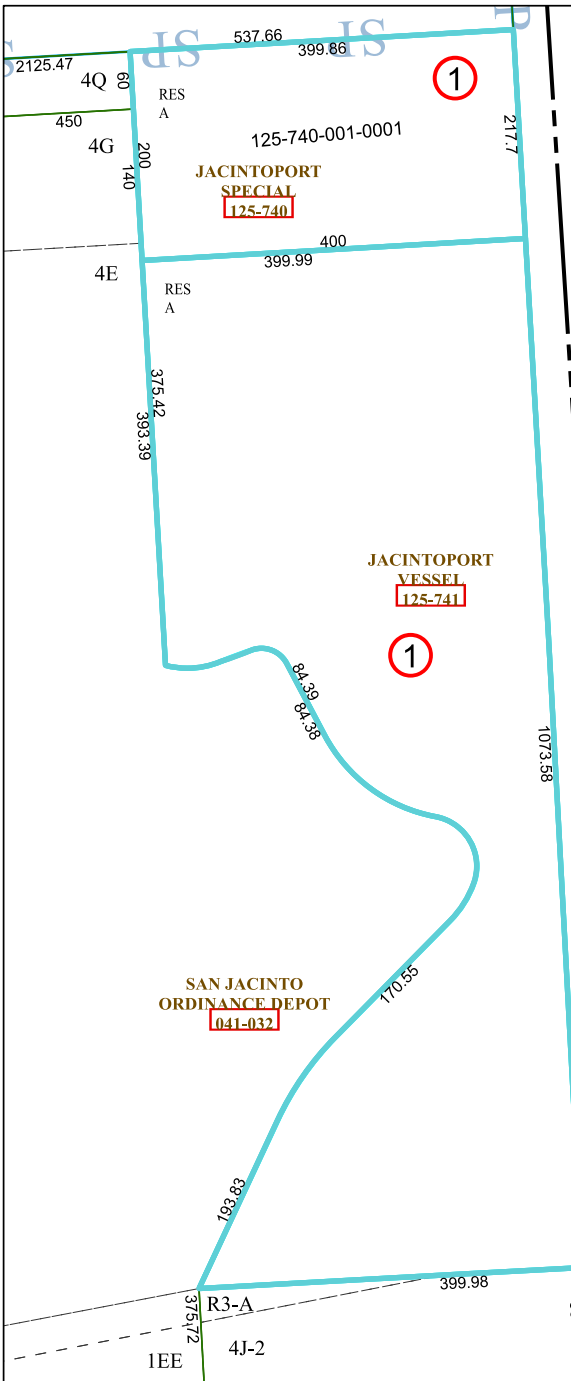 SP
SP
537.66
399.86
2125.47
4Q
60
RES
A
1
450
4G
200
140
125-740-001-0001
217.7
JACINTOPORT
SPECIAL
125-740
400
399.99
4E
RES
A
375.42
393.39
JACINTOPORT
VESSEL
125-741
1
84.39
84.38
1073.58
170.55
SAN JACINTO
ORDINANCE DEPOT
041-032
193.83
399.98
R3-A
375.72
4J-2
1EE